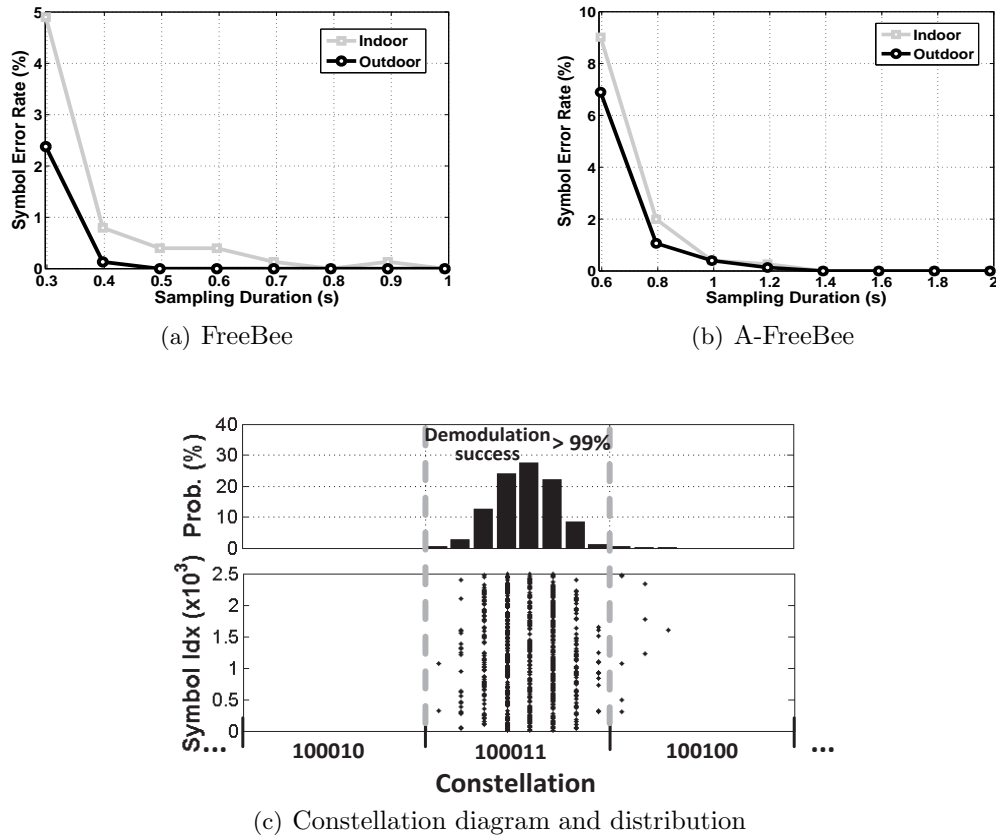 5
4
3
2
1
0
0.3 0.4 0.5 0.6 0.7 0.8 0.9 1
Symbol Error Rate (%)
Sampling Duration (s)
Indoor
Outdoor
(a) FreeBee
10
8
6
4
2
0
0.6 0.8 1 1.2 1.4 1.6 1.8 2
Symbol Error Rate (%)
Sampling Duration (s)
Indoor
Outdoor
(b) A-FreeBee
40
30
20
10
0
Prob. (%)
Demodulation
success > 99%
2.5
2
1.5
1
0.5
0
Symbol Idx (x10³)
... 100010 100011 100100 ...
Constellation
(c) Constellation diagram and distribution